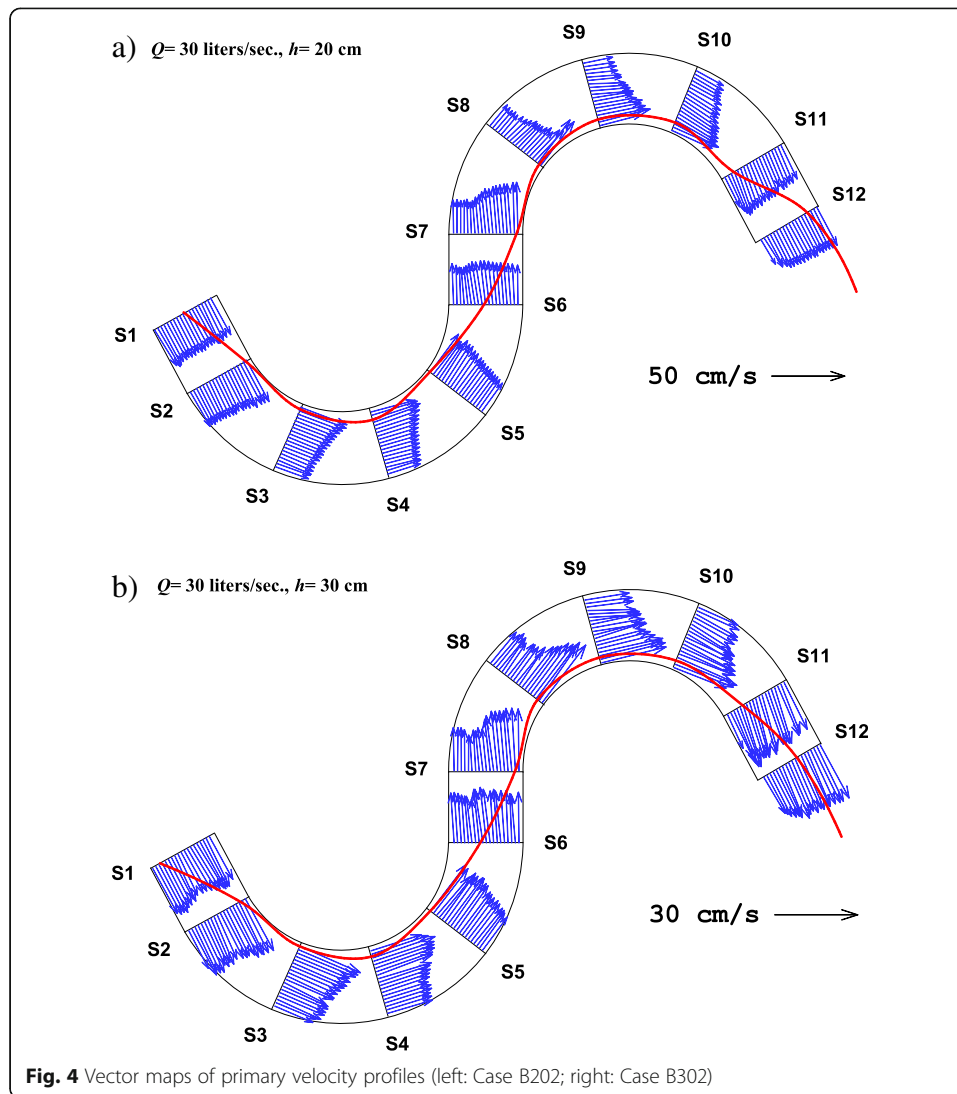 a) Q= 30 liters/sec., h= 20 cm
S9
S10
S8
S11
S12
S7
S6
S1
50 cm/s
S2
S5
S3
S4
b) Q= 30 liters/sec., h= 30 cm
S9
S10
S8
S11
S12
S7
S6
S1
30 cm/s
S2
S5
S3
S4
Fig. 4 Vector maps of primary velocity profiles (left: Case B202; right: Case B302)